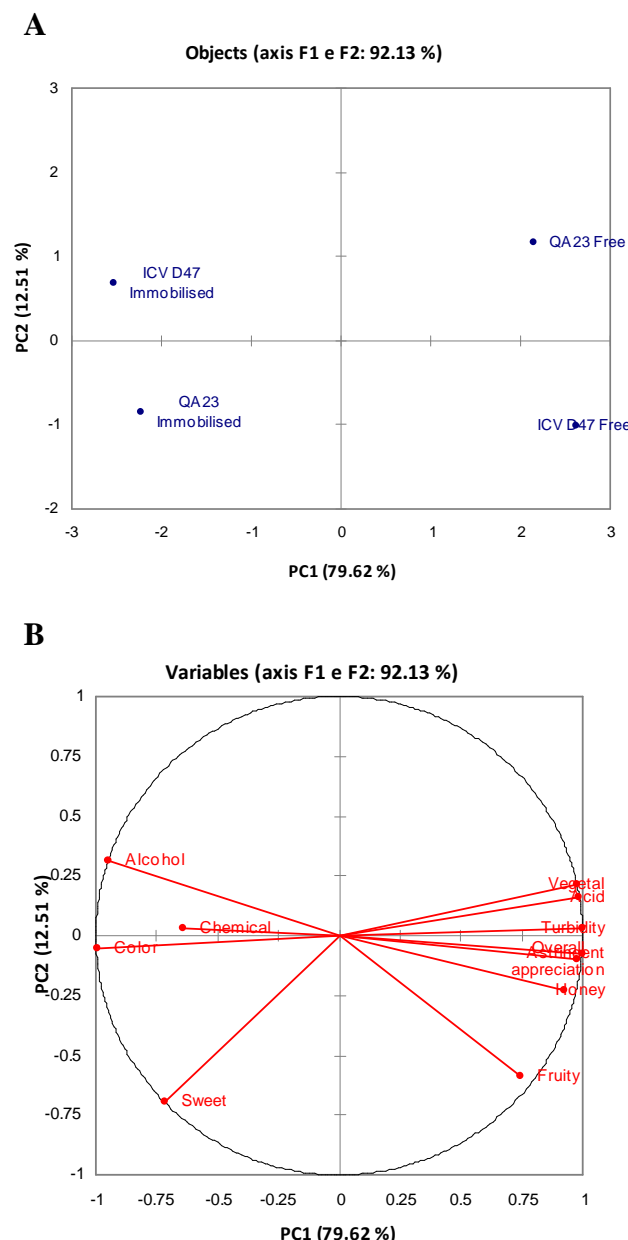 A
Objects (axis F1 e F2: 92.13 %)
3
2
1
0
-1
-2
PC2 (12.51 %)
ICV D47
Immobilised
QA23
Immobilised
QA23 Free
ICV D47 Free
-3
-2
-1
0
1
2
3
PC1 (79.62 %)
B
Variables (axis F1 e F2: 92.13 %)
1
0.75
0.5
0.25
0
-0.25
-0.5
-0.75
-1
PC2 (12.51 %)
Alcohol
Chemical
Color
Sweet
Vegetal
Acid
Turbility
Overall
Astringent
appreciation
Honey
Fruity
-1
-0.75
-0.5
-0.25
0
0.25
0.5
0.75
1
PC1 (79.62 %)